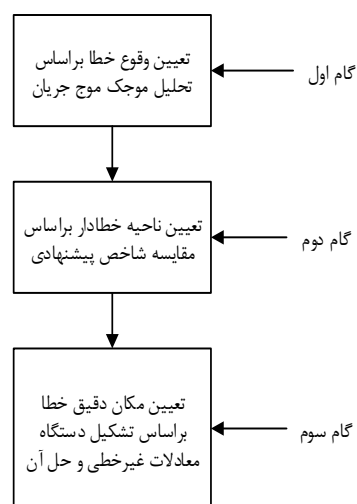 تعیین وقوع خطا براساس
تحلیل موجک موج جریان
گام اول
تعیین ناحیه خطادار براساس
مقایسه شاخص پیشنهادی
گام دوم
تعیین مکان دقیق خطا
براساس تشکیل دستگاه
معادلات غیرخطی و حل آن
گام سوم